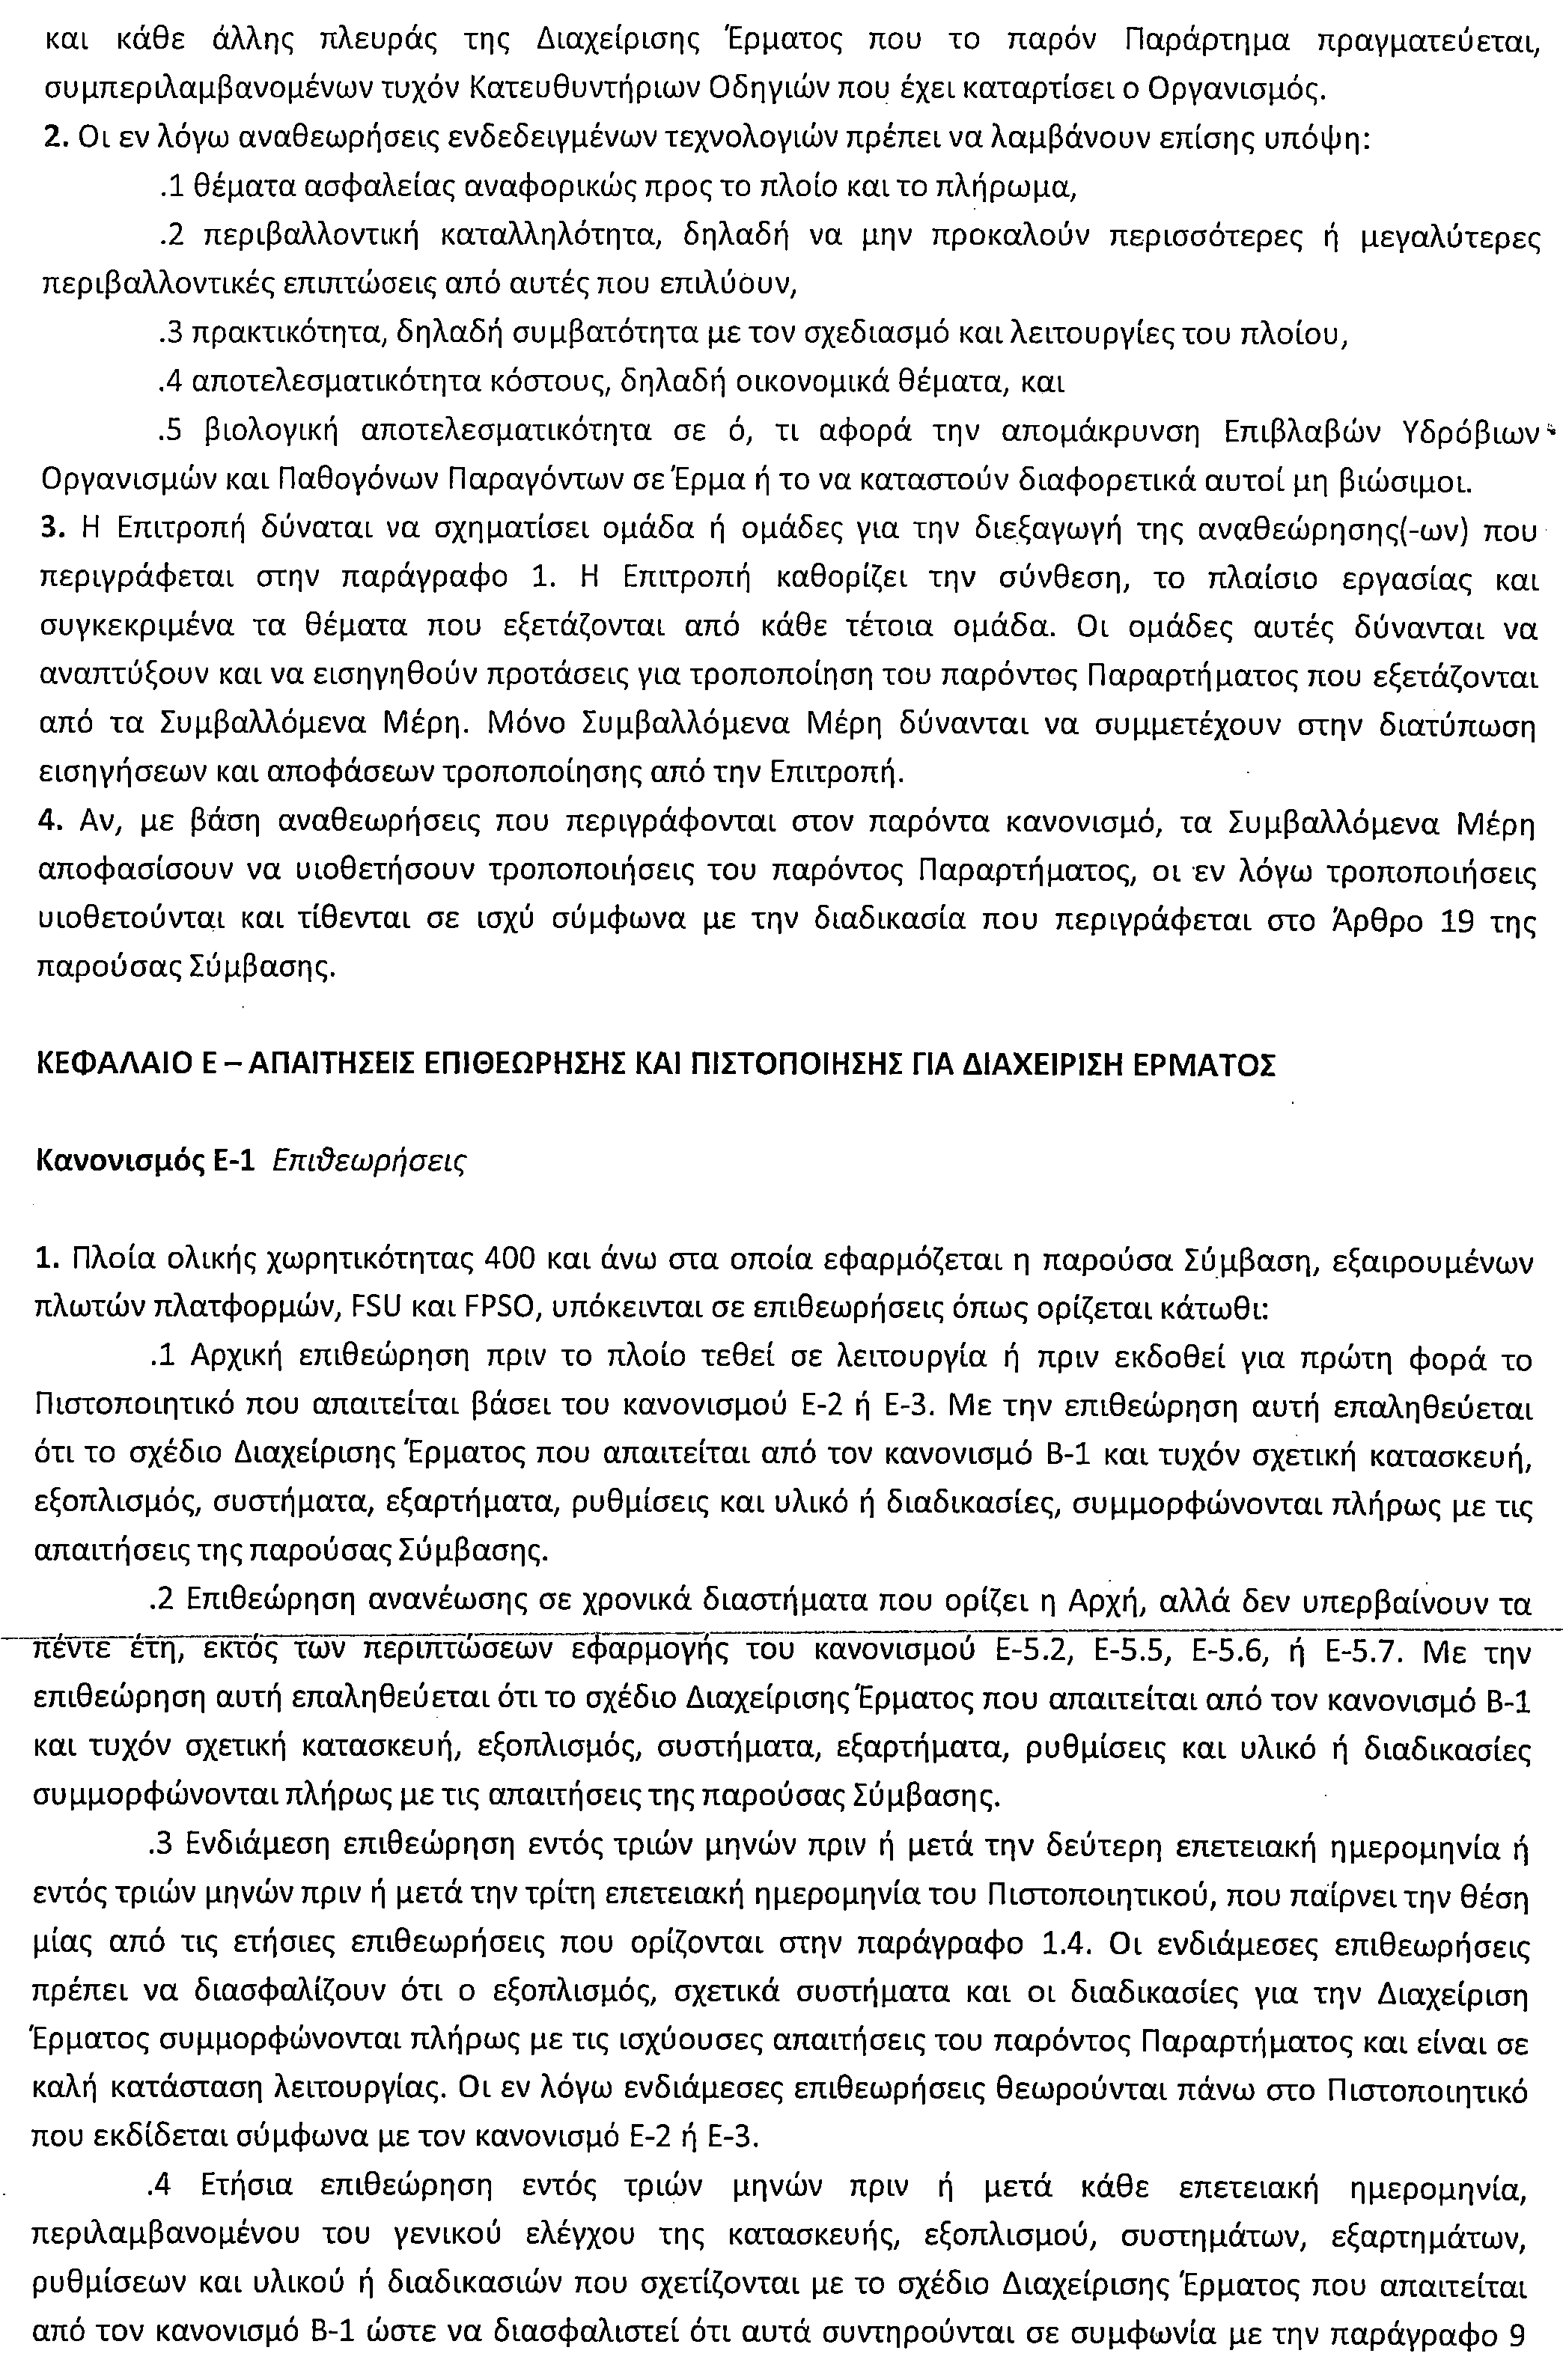 και κάθε άλλης πλευράς της Διαχείρισης Έρματος που το παρόν Παράρτημα πραγματεύεται,
συμπεριλαμβανομένων τυχόν Κατευθυντήριων Οδηγιών που έχει καταρτίσει ο Οργανισμός.
2. Οι εν λόγω αναθεωρήσεις ενδεδειγμένων τεχνολογιών πρέπει να λαμβάνουν επίσης υπόψη:
.1 θέματα ασφαλείας αναφορικώς προς το πλοίο και το πλήρωμα,
.2 περιβαλλοντική καταλληλότητα, δηλαδή να μην προκαλούν περισσότερες ή μεγαλύτερες
περιβαλλοντικές επιπτώσεις από αυτές που επιλύουν,
.3 πρακτικότητα, δηλαδή συμβατότητα με τον σχεδιασμό και λειτουργίες του πλοίου,
.4 αποτελεσματικότητα κόστους, δηλαδή οικονομικά θέματα, και
.5 βιολογική αποτελεσματικότητα σε ό, τι αφορά την απομάκρυνση Επιβλαβών Υδρόβιων
Οργανισμών και Παθογόνων Παραγόντων σε Έρμα ή το να καταστούν διαφορετικά αυτοί μη βιώσιμοι.
3. Η Επιτροπή δύναται να σχηματίσει ομάδα ή ομάδες για την διεξαγωγή της αναθεώρησης(-ων) που
περιγράφεται στην παράγραφο 1. Η Επιτροπή καθορίζει την σύνθεση, το πλαίσιο εργασίας και
συγκεκριμένα τα θέματα που εξετάζονται από κάθε τέτοια ομάδα. Οι ομάδες αυτές δύνανται να
αναπτύξουν και να εισηγηθούν προτάσεις για τροποποίηση του παρόντος Παραρτήματος που εξετάζονται
από τα Συμβαλλόμενα Μέρη. Μόνο Συμβαλλόμενα Μέρη δύνανται να συμμετέχουν στην διατύπωση
εισηγήσεων και αποφάσεων τροποποίησης από την Επιτροπή.
4. Αν, με βάση αναθεωρήσεις που περιγράφονται στον παρόντα κανονισμό, τα Συμβαλλόμενα Μέρη
αποφασίσουν να υιοθετήσουν τροποποιήσεις του παρόντος Παραρτήματος, οι εν λόγω τροποποιήσεις
υιοθετούνται και τίθενται σε ισχύ σύμφωνα με την διαδικασία που περιγράφεται στο Άρθρο 19 της
παρούσας Σύμβασης.
ΚΕΦΑΛΑΙΟ Ε – ΑΠΑΙΤΗΣΕΙΣ ΕΠΙΘΕΩΡΗΣΗΣ ΚΑΙ ΠΙΣΤΟΠΟΙΗΣΗΣ ΓΙΑ ΔΙΑΧΕΙΡΙΣΗ ΕΡΜΑΤΟΣ
Κανονισμός Ε-1 Επιθεωρήσεις
1. Πλοία ολικής χωρητικότητας 400 και άνω στα οποία εφαρμόζεται η παρούσα Σύμβαση, εξαιρουμένων
πλωτών πλατφορμών, FSU και FPSO, υπόκεινται σε επιθεωρήσεις όπως ορίζεται κάτωθι:
.1 Αρχική επιθεώρηση πριν το πλοίο τεθεί σε λειτουργία ή πριν εκδοθεί για πρώτη φορά το
Πιστοποιητικό που απαιτείται βάσει του κανονισμού Ε-2 ή Ε-3. Με την επιθεώρηση αυτή επαληθεύεται
ότι το σχέδιο Διαχείρισης Έρματος που απαιτείται από τον κανονισμό Β-1 και τυχόν σχετική κατασκευή,
εξοπλισμός, συστήματα, εξαρτήματα, ρυθμίσεις και υλικό ή διαδικασίες, συμμορφώνονται πλήρως με τις
απαιτήσεις της παρούσας Σύμβασης.
.2 Επιθεώρηση ανανέωσης σε χρονικά διαστήματα που ορίζει η Αρχή, αλλά δεν υπερβαίνουν τα
πέντε έτη, εκτός των περιπτώσεων εφαρμογής του κανονισμού Ε-5.2, Ε-5.5, Ε-5.6, ή Ε-5.7. Με την
επιθεώρηση αυτή επαληθεύεται ότι το σχέδιο Διαχείρισης Έρματος που απαιτείται από τον κανονισμό Β-1
και τυχόν σχετική κατασκευή, εξοπλισμός, συστήματα, εξαρτήματα, ρυθμίσεις και υλικό ή διαδικασίες
συμμορφώνονται πλήρως με τις απαιτήσεις της παρούσας Σύμβασης.
.3 Ενδιάμεση επιθεώρηση εντός τριών μηνών πριν ή μετά την δεύτερη επετειακή ημερομηνία ή
εντός τριών μηνών πριν ή μετά την τρίτη επετειακή ημερομηνία του Πιστοποιητικού, που παίρνει την θέση
μίας από τις ετήσιες επιθεωρήσεις που ορίζονται στην παράγραφο 1.4. Οι ενδιάμεσες επιθεωρήσεις
πρέπει να διασφαλίζουν ότι ο εξοπλισμός, σχετικά συστήματα και οι διαδικασίες για την Διαχείριση
Έρματος συμμορφώνονται πλήρως με τις ισχύουσες απαιτήσεις του παρόντος Παραρτήματος και είναι σε
καλή κατάσταση λειτουργίας. Οι εν λόγω ενδιάμεσες επιθεωρήσεις θεωρούνται πάνω στο Πιστοποιητικό
που εκδίδεται σύμφωνα με τον κανονισμό Ε-2 ή Ε-3.
.4 Ετήσια επιθεώρηση εντός τριών μηνών πριν ή μετά κάθε επετειακή ημερομηνία,
περιλαμβανομένου του γενικού ελέγχου της κατασκευής, εξοπλισμού, συστημάτων, εξαρτημάτων,
ρυθμίσεων και υλικού ή διαδικασιών που σχετίζονται με το σχέδιο Διαχείρισης Έρματος που απαιτείται
από τον κανονισμό Β-1 ώστε να διασφαλιστεί ότι αυτά συντηρούνται σε συμφωνία με την παράγραφο 9